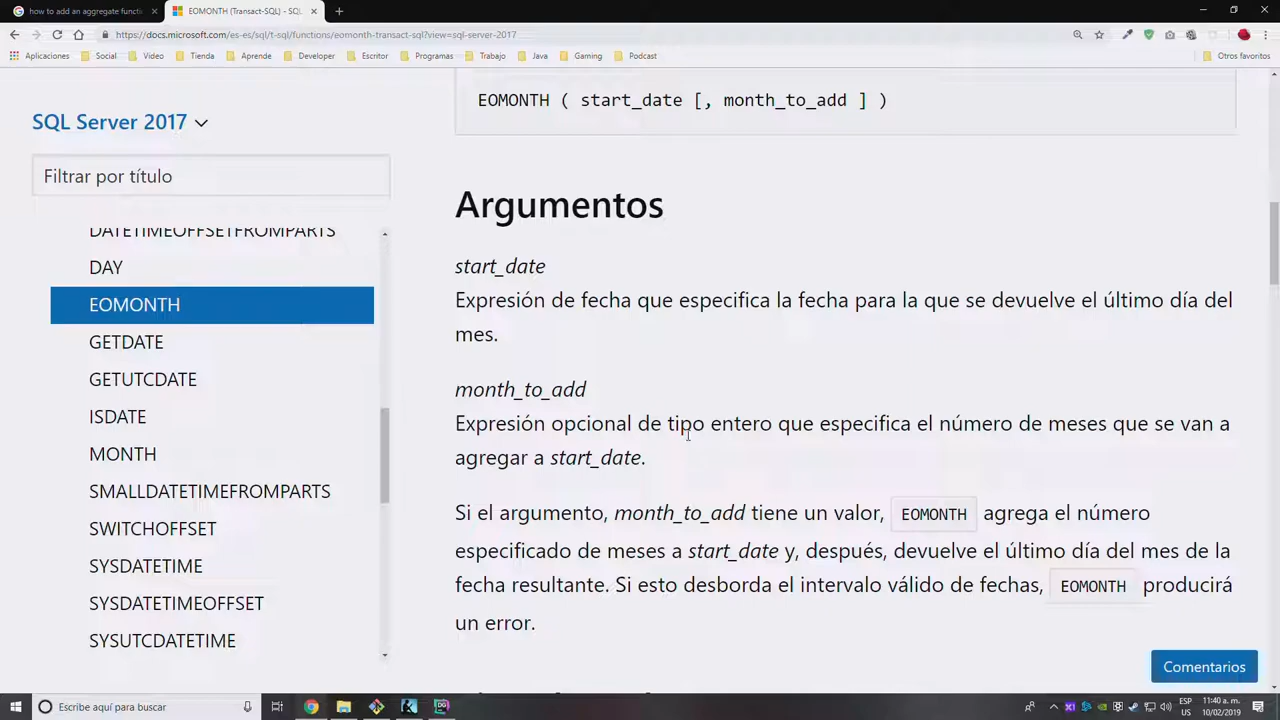 how to add an aggregate functi
EOMONTH (Transact-SQL) - SQL
https://docs.microsoft.com/es-es/sql/t-sql/functions/eomonth-transact-sql?view=sql-server-2017
Aplicaciones
Social
Video
Tienda
Aprende
Developer
Escritor
Programas
Trabajo
Java
Gaming
Podcast
Otros favoritos
SQL Server 2017
Filtrar por título
DATETIMEOFFSETFROMPARTS
DAY
EOMONTH
GETDATE
GETUTCDATE
ISDATE
MONTH
SMALLDATETIMEFROMPARTS
SWITCHOFFSET
SYSDATETIME
SYSDATETIMEOFFSET
SYSUTCDATETIME
EOMONTH ( start_date [, month_to_add ] )
Argumentos
start_date
Expresión de fecha que especifica la fecha para la que se devuelve el último día del
mes.
month_to_add
Expresión opcional de tipo entero que especifica el número de meses que se van a
agregar a start_date.
Si el argumento, month_to_add tiene un valor, EOMONTH agrega el número
especificado de meses a start_date y, después, devuelve el último día del mes de la
fecha resultante. Si esto desborda el intervalo válido de fechas, EOMONTH producirá
un error.
Comentarios
Escribe aquí para buscar
ESP
US
11:40 a. m.
10/02/2019